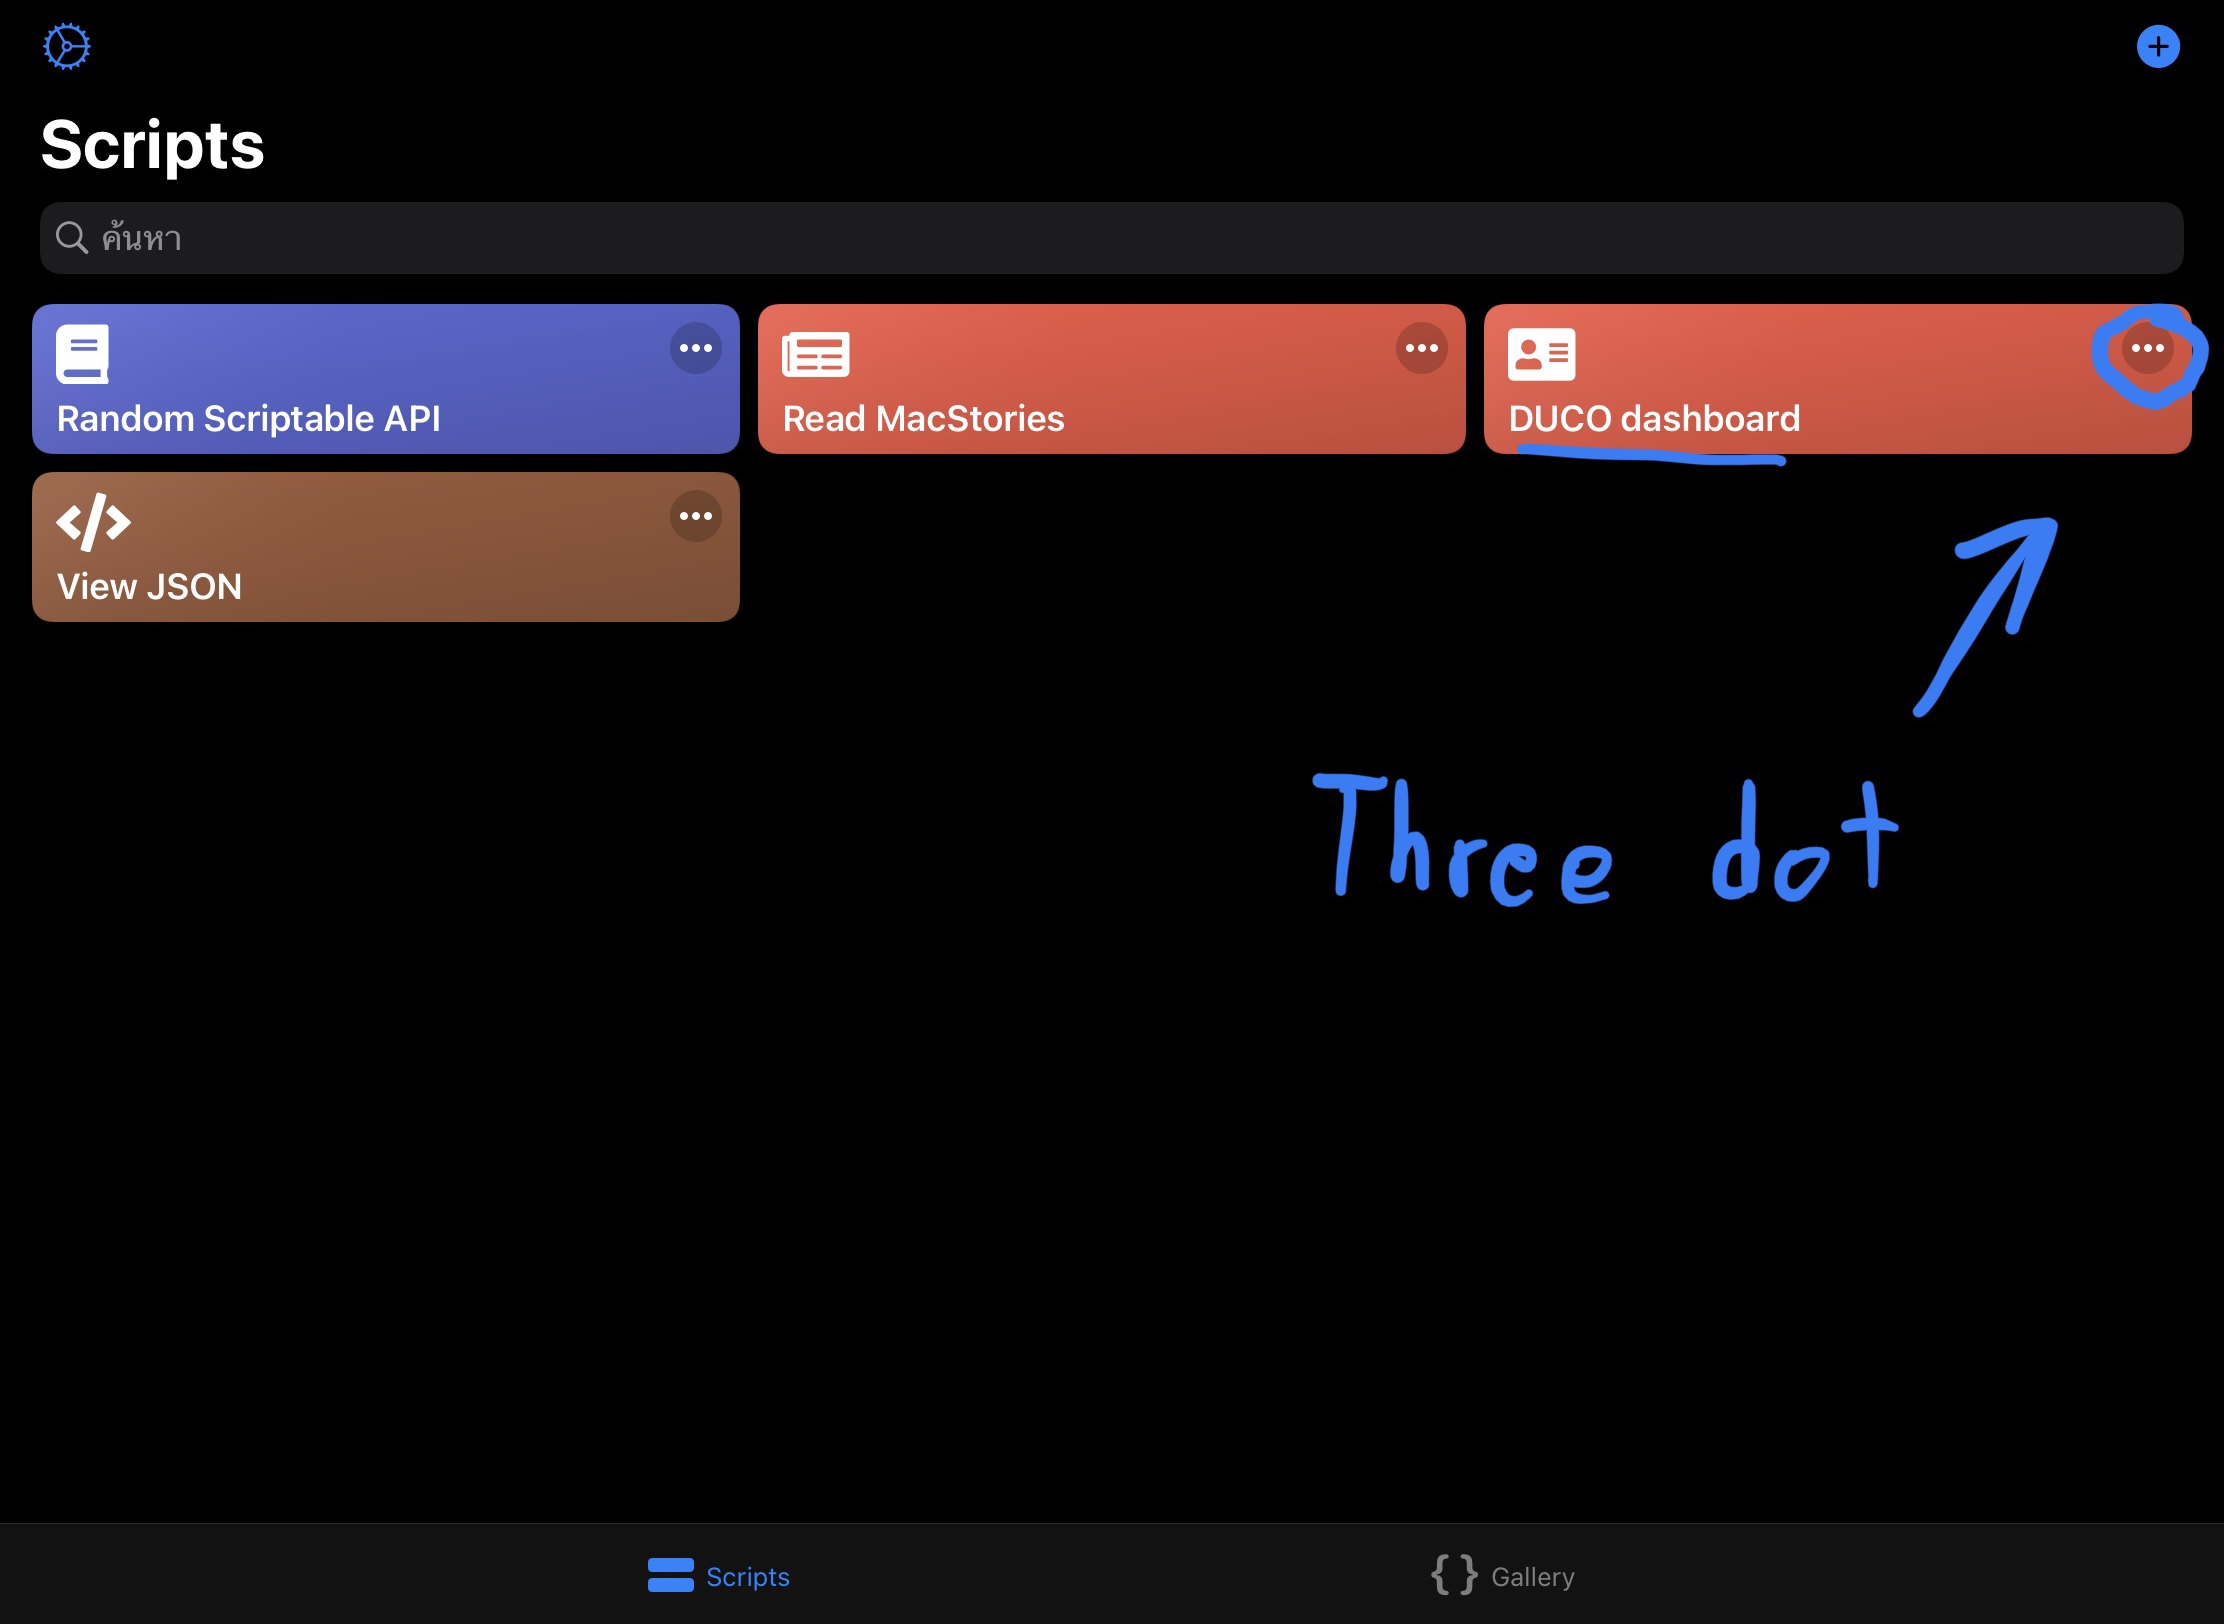 Scripts
ค้นหา
Random Scriptable API
Read MacStories
DUCO dashboard
View JSON
Three dot
Scripts
Gallery